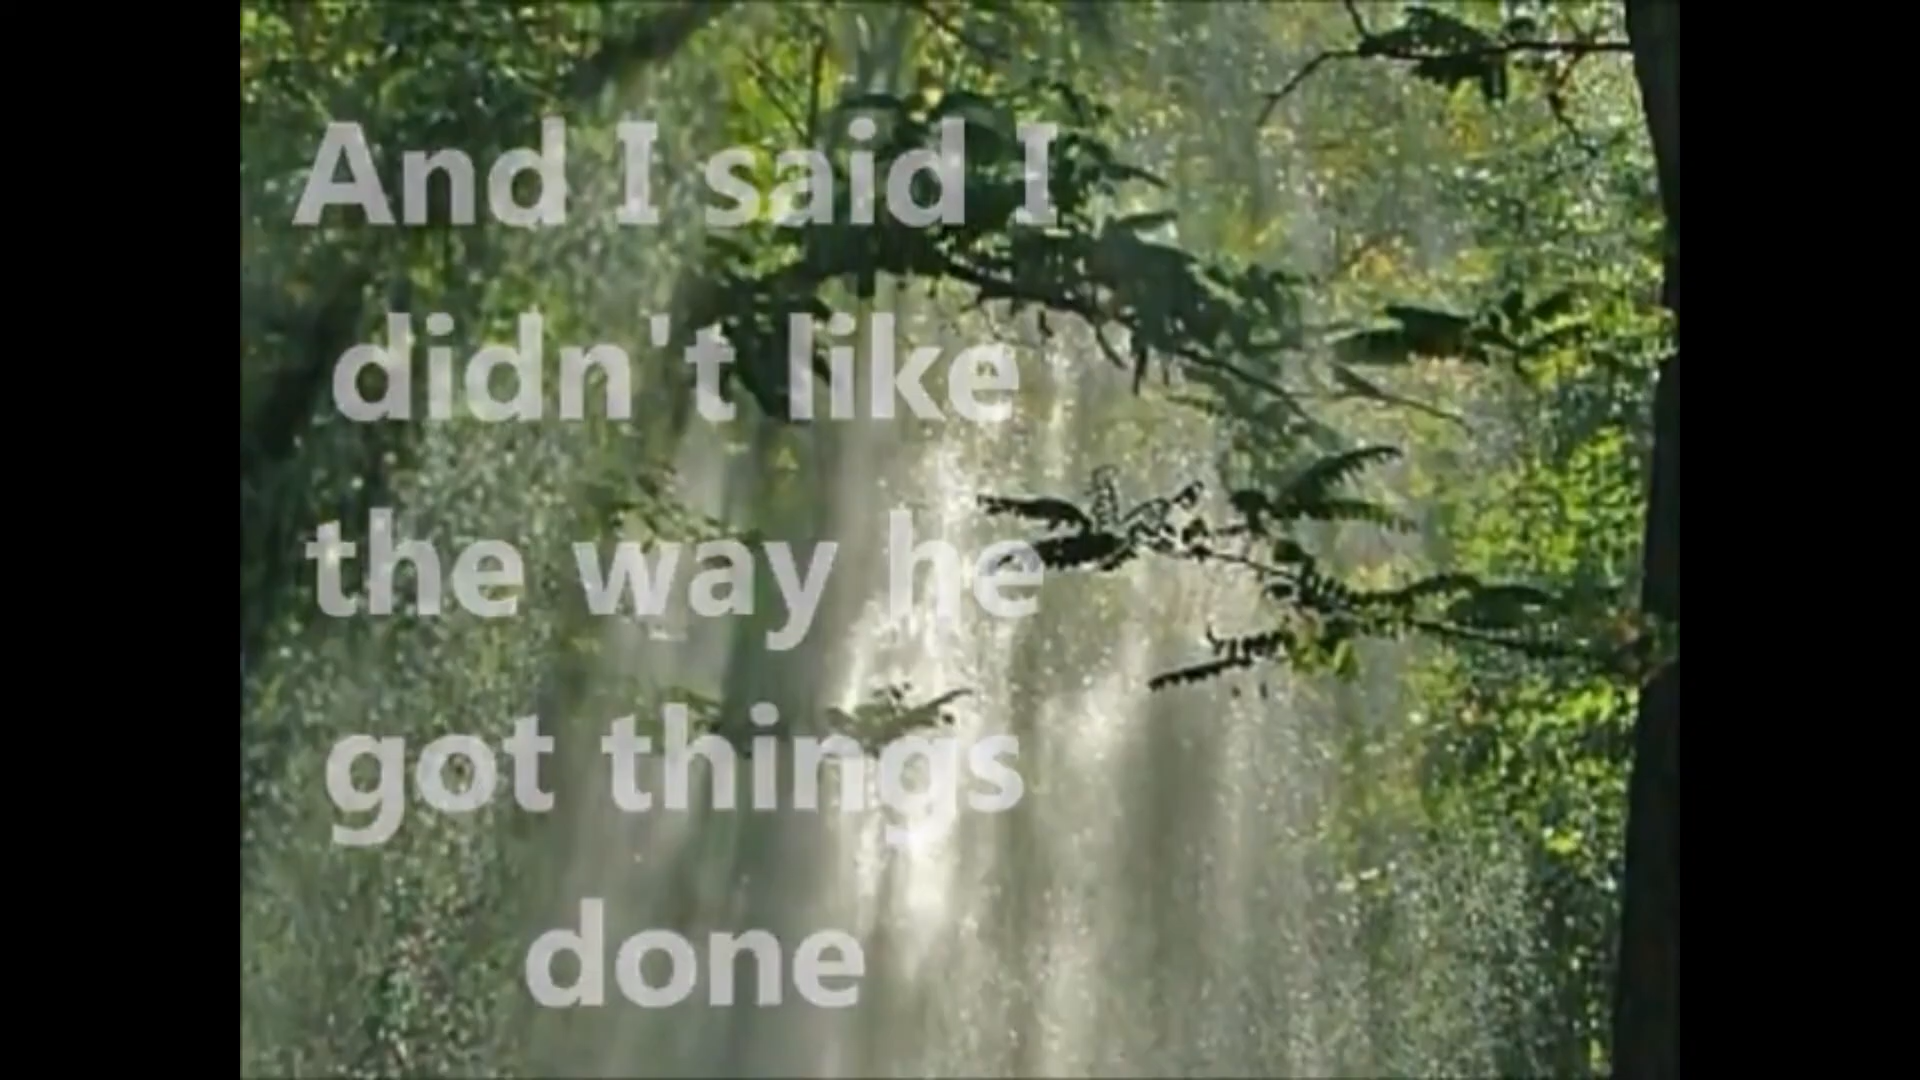 And I said I
didn't like
the way he
got things
done